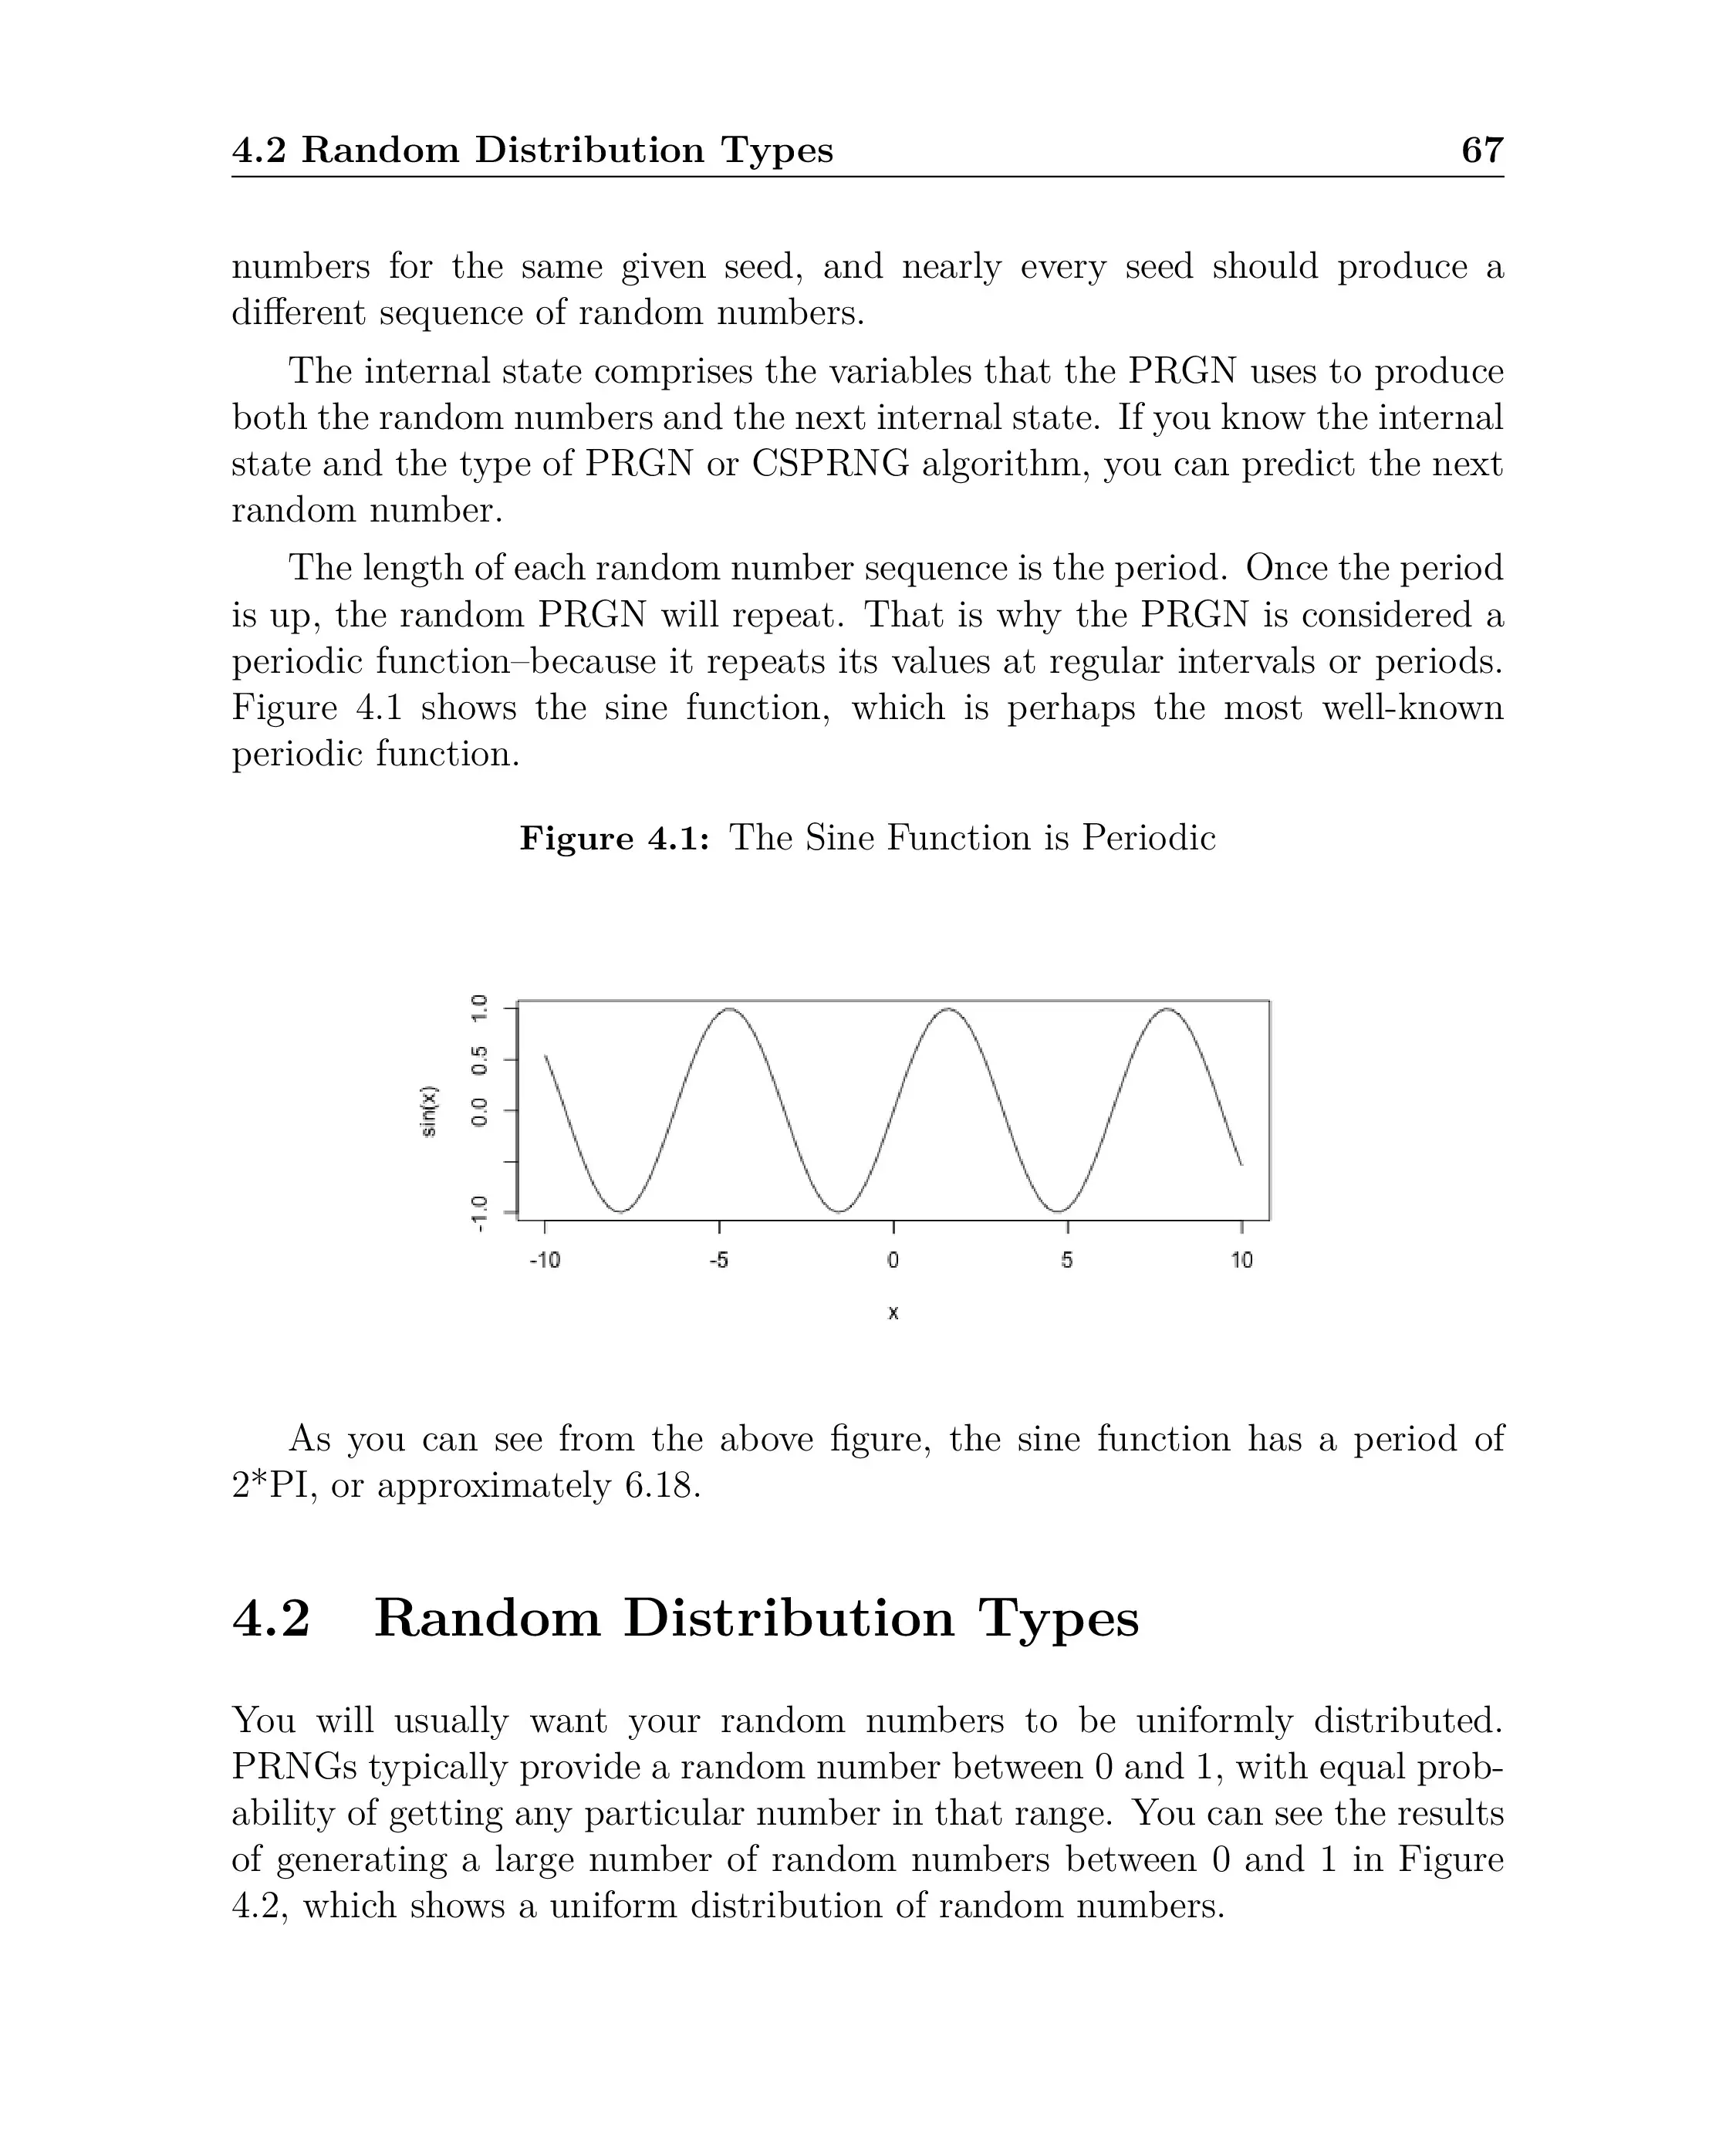 4.2 Random Distribution Types 67
numbers for the same given seed, and nearly every seed should produce a
different sequence of random numbers.
The internal state comprises the variables that the PRGN uses to produce
both the random numbers and the next internal state. If you know the internal
state and the type of PRGN or CSPRNG algorithm, you can predict the next
random number.
The length of each random number sequence is the period. Once the period
is up, the random PRGN will repeat. That is why the PRGN is considered a
periodic function–because it repeats its values at regular intervals or periods.
Figure 4.1 shows the sine function, which is perhaps the most well-known
periodic function.
Figure 4.1: The Sine Function is Periodic
sin(x)
1.0
0.5
0.0
-1.0
-10 -5 0 5 10
x
As you can see from the above figure, the sine function has a period of
2*PI, or approximately 6.18.
4.2 Random Distribution Types
You will usually want your random numbers to be uniformly distributed.
PRNGs typically provide a random number between 0 and 1, with equal prob-
ability of getting any particular number in that range. You can see the results
of generating a large number of random numbers between 0 and 1 in Figure
4.2, which shows a uniform distribution of random numbers.